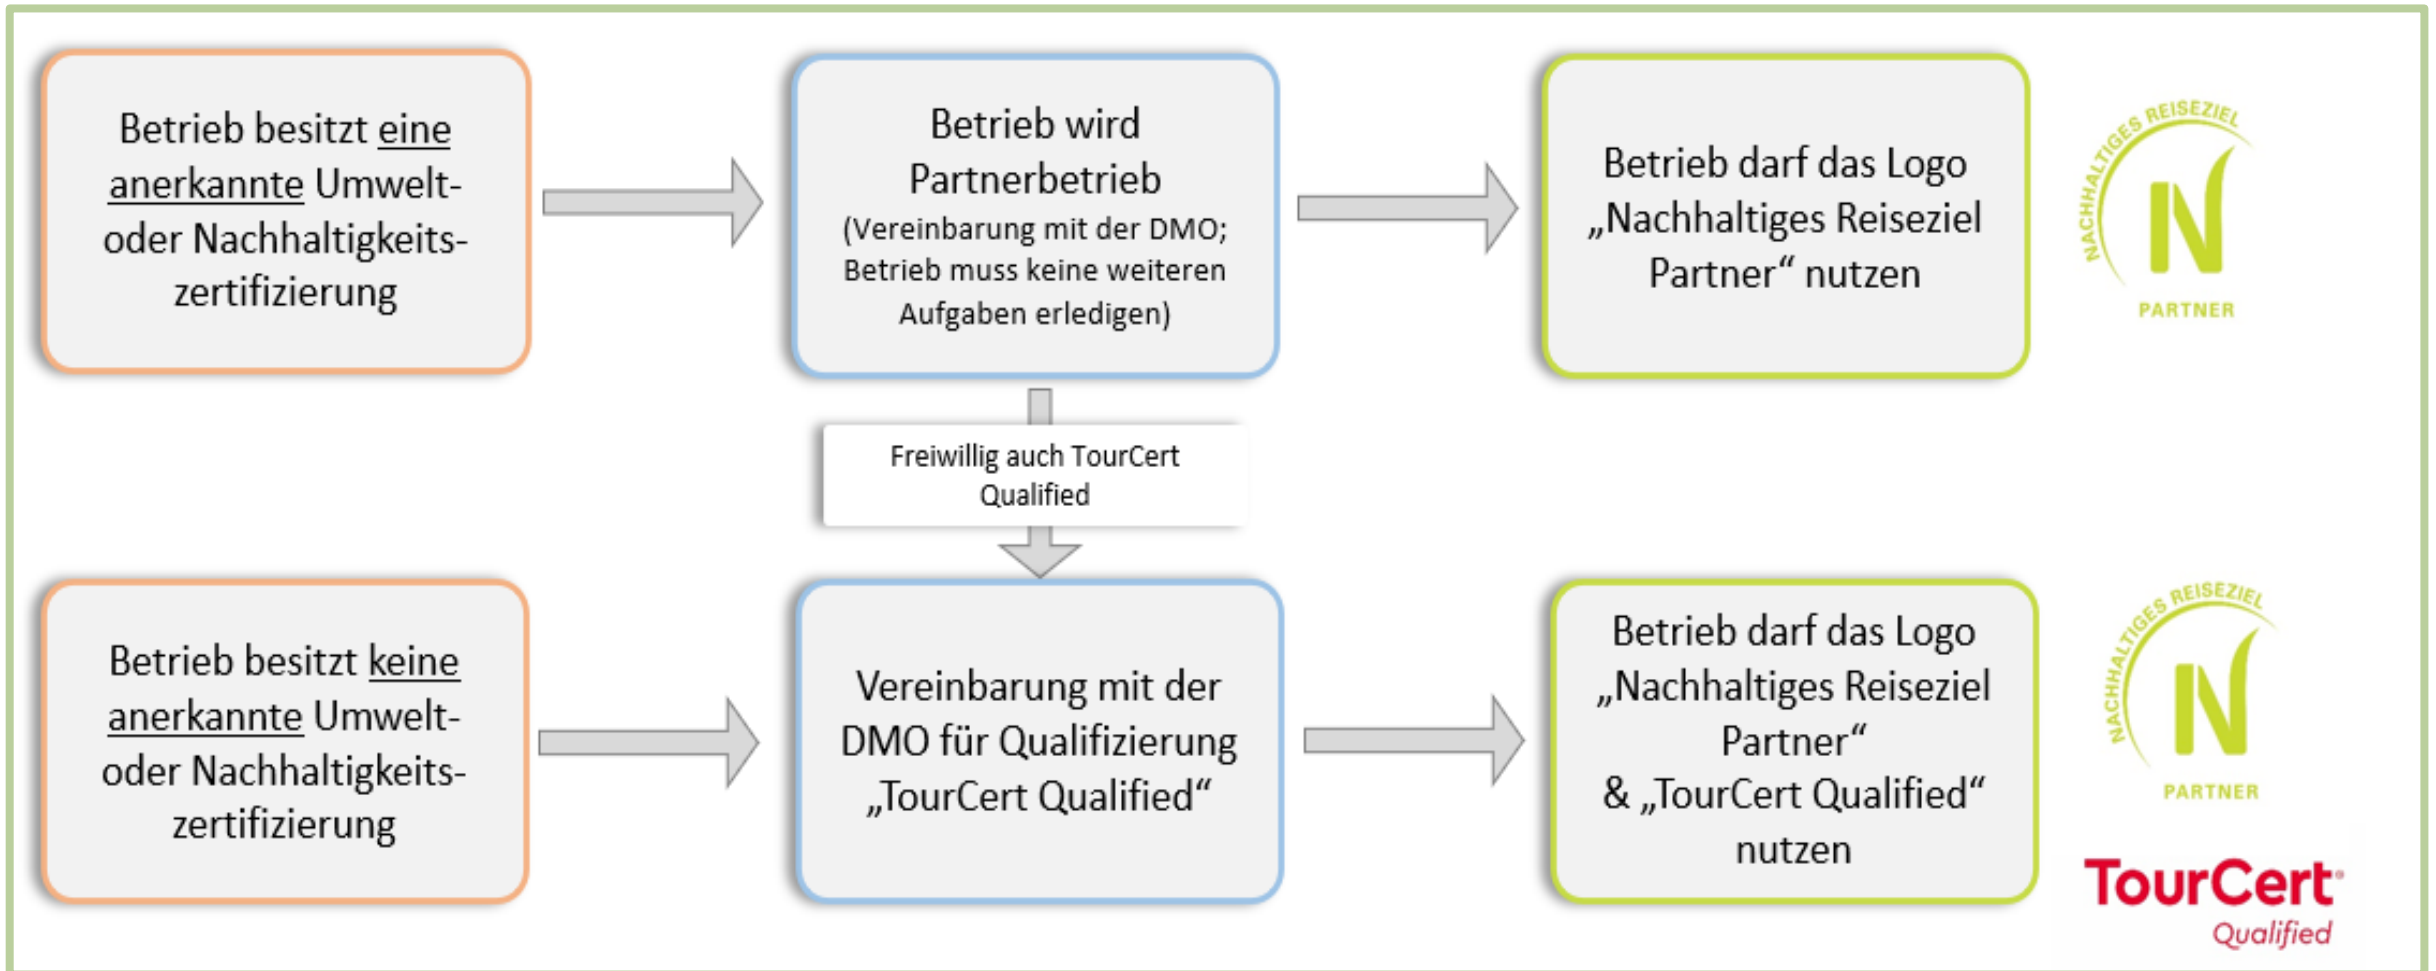 Betrieb besitzt eine
anerkannte Umwelt-
oder Nachhaltigkeits-
zertifizierung
Betrieb wird
Partnerbetrieb
(Vereinbarung mit der DMO;
Betrieb muss keine weiteren
Aufgaben erledigen)
Betrieb darf das Logo
„Nachhaltiges Reiseziel
Partner“ nutzen
NACHHALTIGES REISEZIEL
N
PARTNER
Freiwillig auch TourCert
Qualified
Betrieb besitzt keine
anerkannte Umwelt-
oder Nachhaltigkeits-
zertifizierung
Vereinbarung mit der
DMO für Qualifizierung
„TourCert Qualified“
Betrieb darf das Logo
„Nachhaltiges Reiseziel
Partner“
& „TourCert Qualified“
nutzen
NACHHALTIGES REISEZIEL
N
PARTNER
TourCert
Qualified